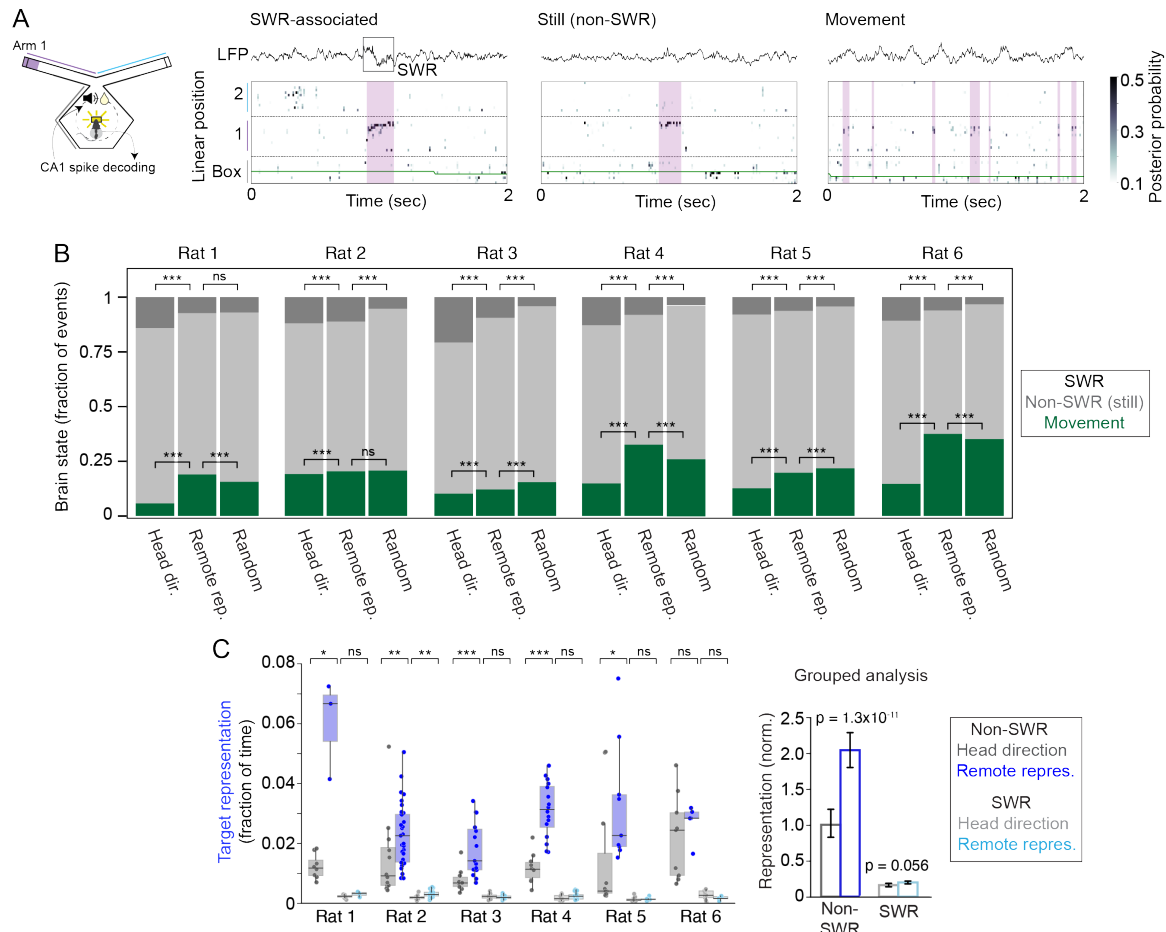 A
SWR-associated
Still (non-SWR)
Movement
Arm 1
LFP
SWR
CA1 spike decoding
Linear position
2
1
Box
0
2
Time (sec)
0
2
Time (sec)
0
2
Time (sec)
0.5
0.3
0.1
Posterior probability
B
Rat 1
Rat 2
Rat 3
Rat 4
Rat 5
Rat 6
*** ns
*** ***
*** ***
*** ***
*** ***
*** ***
Brain state (fraction of events)
1
0.75
0.5
0.25
0
*** ***
*** ns
*** ***
*** ***
*** ***
*** ***
SWR
Non-SWR (still)
Movement
Head dir.
Remote rep.
Random
Head dir.
Remote rep.
Random
Head dir.
Remote rep.
Random
Head dir.
Remote rep.
Random
Head dir.
Remote rep.
Random
Head dir.
Remote rep.
Random
C
* ns
** **
*** ns
*** ns
* ns
ns ns
Target representation
(fraction of time)
0.08
0.06
0.04
0.02
0
Rat 1
Rat 2
Rat 3
Rat 4
Rat 5
Rat 6
Grouped analysis
Representation (norm.)
2.5
2.0
1.5
1.0
0.5
0
p = 1.3x10⁻¹¹
p = 0.056
Non-
SWR
SWR
Non-SWR
Head direction
Remote repres.
SWR
Head direction
Remote repres.